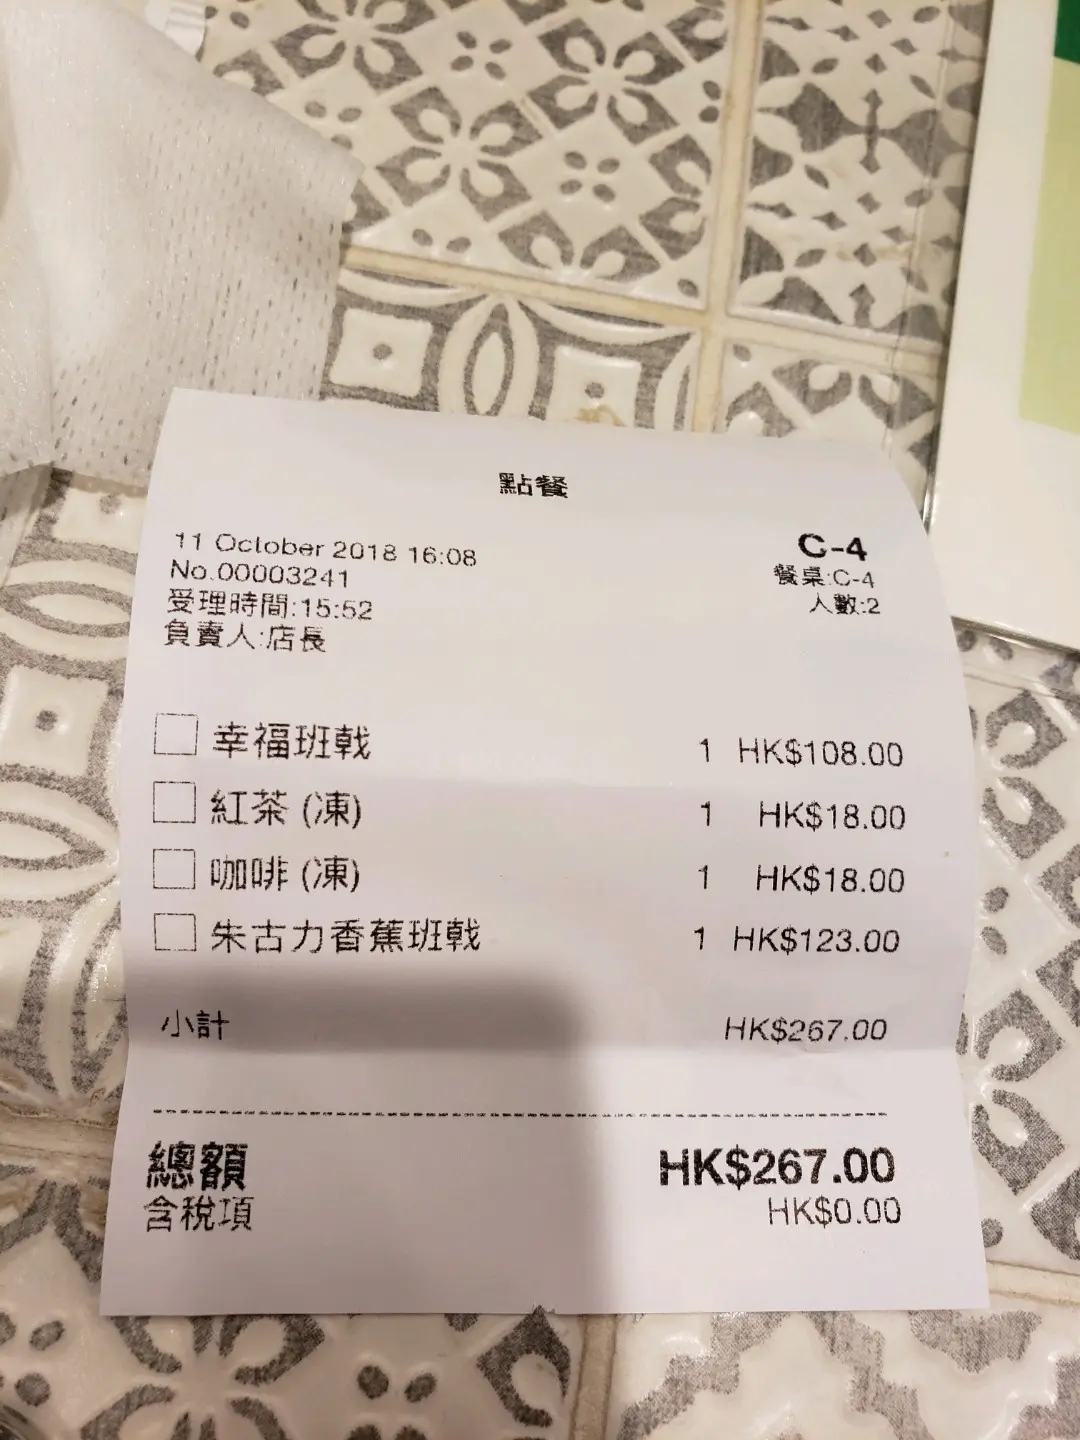 點餐
11 October 2018 16:08
C-4
No.00003241
餐桌:C-4
受理時間:15:52
人數:2
負責人:店長
幸福班戟 1 HK$108.00
紅茶 (凍) 1 HK$18.00
咖啡 (凍) 1 HK$18.00
朱古力香蕉班戟 1 HK$123.00
小計 HK$267.00
總額 HK$267.00
含稅項 HK$0.00